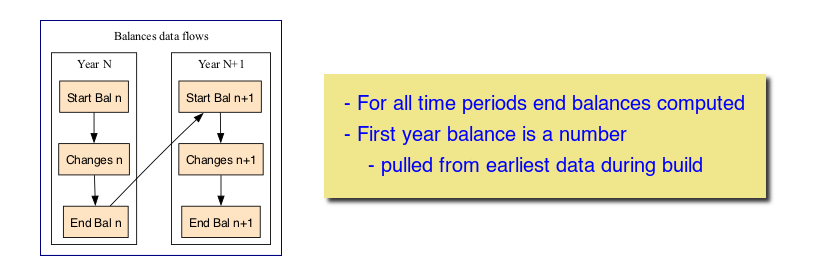 Balances data flows
Year N
Start Bal n
Changes n
End Bal n
Year N+1
Start Bal n+1
Changes n+1
End Bal n+1
- For all time periods end balances computed
- First year balance is a number
- pulled from earliest data during build